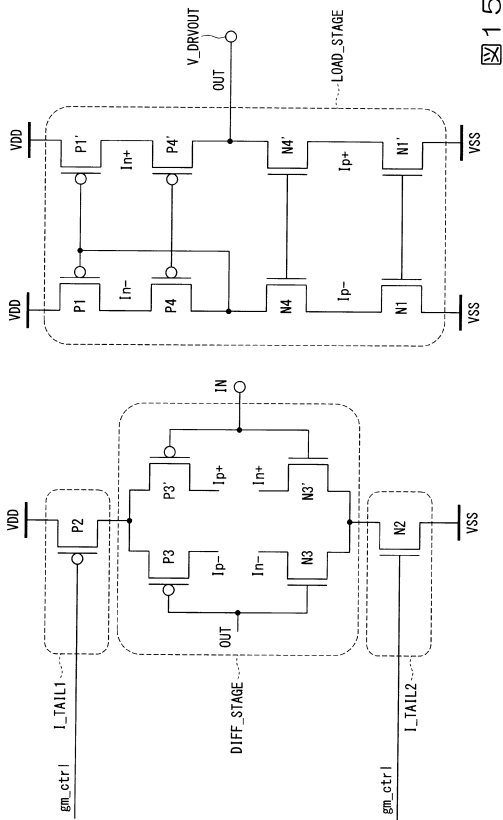 図15
VDD
VDD
V_DRVOUT
P1
P1'
In-
In+
P4
P4'
OUT
N4
N4'
Ip-
Ip+
LOAD_STAGE
N1
N1'
VSS
VSS
I_TAIL1
VDD
gm_ctrl
P2
IN
P3
P3'
Ip-
Ip+
OUT
In-
In+
N3
N3'
DIFF_STAGE
N2
gm_ctrl
I_TAIL2
VSS